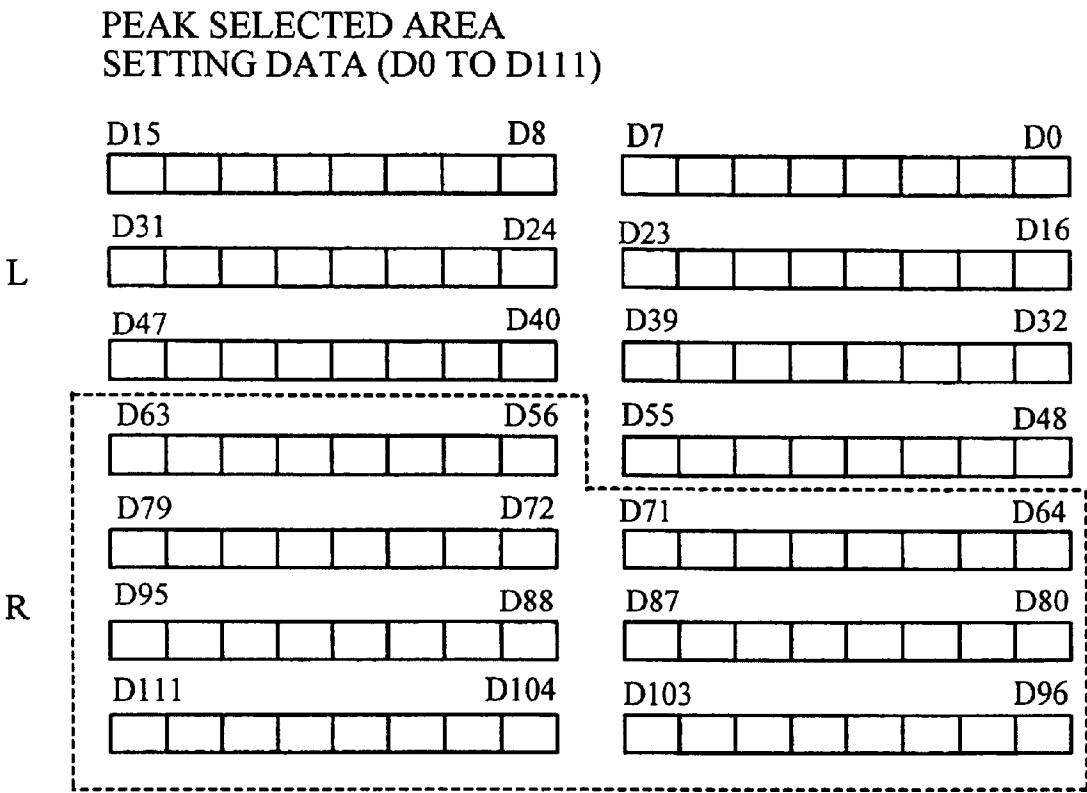 PEAK SELECTED AREA
SETTING DATA (D0 TO D111)
D15 D8 D7 D0
D31 D24 D23 D16
L
D47 D40 D39 D32
D63 D56 D55 D48
D79 D72 D71 D64
R
D95 D88 D87 D80
D111 D104 D103 D96